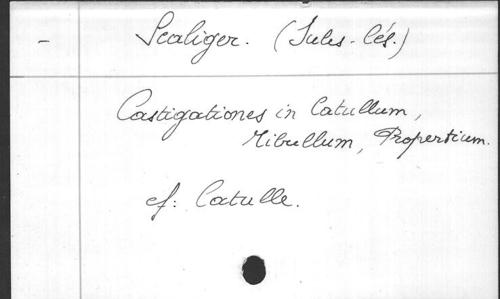 - Scaliger. (Jules-Cés.)
Castigationes in Catullum,
Tibullum, Propertium.
cf: Catulle.